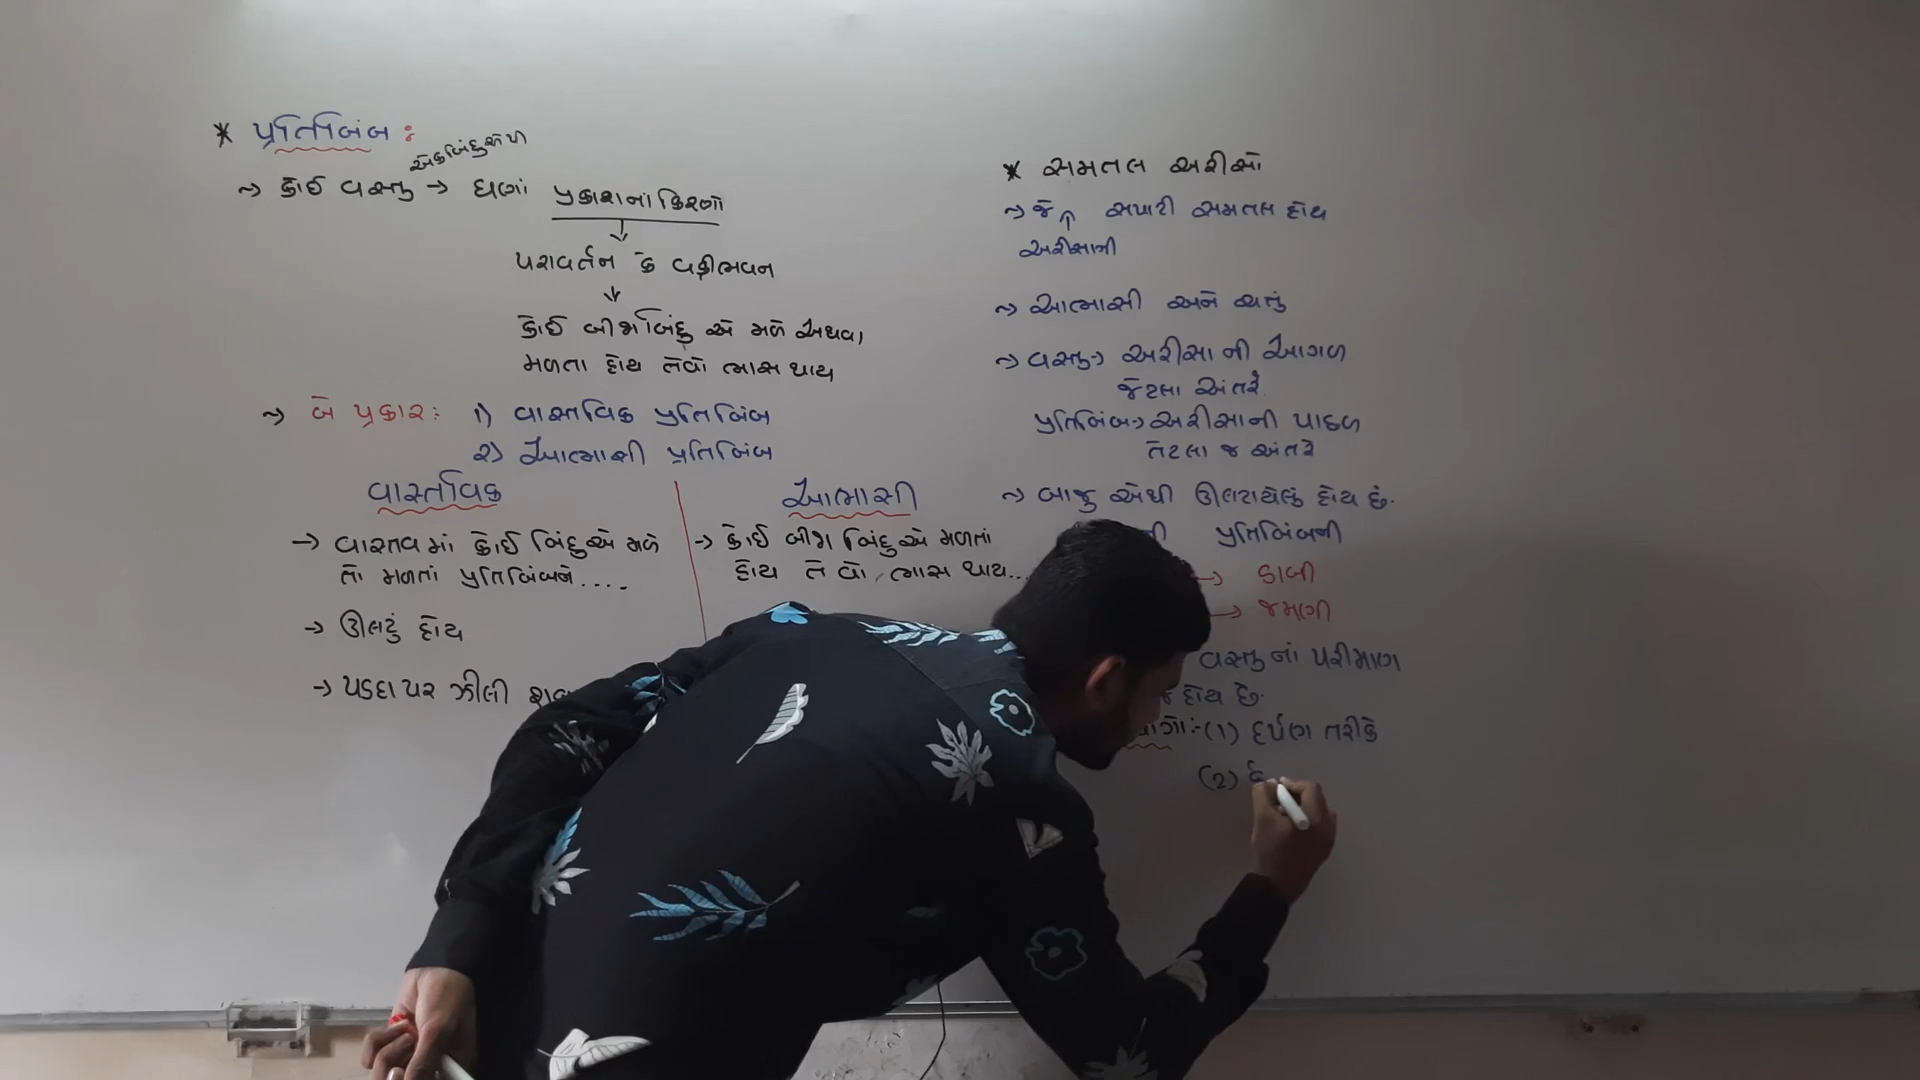 * પ્રતિબિંબ :
એકબિંદુએથી
~> કોઈ વસ્તુ → ઘણાં પ્રકાશનાં કિરણો
↓
પરાવર્તન કે વક્રીભવન
↓
કોઈ બીજા બિંદુ એ મળે અથવા
મળતા હોય તેવો ભાસ થાય
~> બે પ્રકાર : 1) વાસ્તવિક પ્રતિબિંબ
2) આભાસી પ્રતિબિંબ
વાસ્તવિક
→ વાસ્તવમાં કોઈ બિંદુએ મળે
તો મળતાં પ્રતિબિંબને ....
→ ઊલટું હોય
→ પડદા પર ઝીલી
આભાસી
→ કોઈ બીજા બિંદુએ મળતાં
હોય તેવો ભાસ થાય...
* સમતલ અરીસો
~> જે ↑ સપાટી સમતલ હોય
અરીસાની
~> આભાસી અને ચતું
~> વસ્તુ → અરીસા ની આગળ
જેટલા અંતરે
પ્રતિબિંબ → અરીસાની પાછળ
તેટલા જ અંતરે
~> બાજુ એથી ઊલટાયેલું હોય છે.
ની પ્રતિબિંબની
→ ડાબી
→ જમાણી
વસ્તુનાં પરીમાણ
જ હોય છે.
(1) દર્પણ તરીકે
(2)